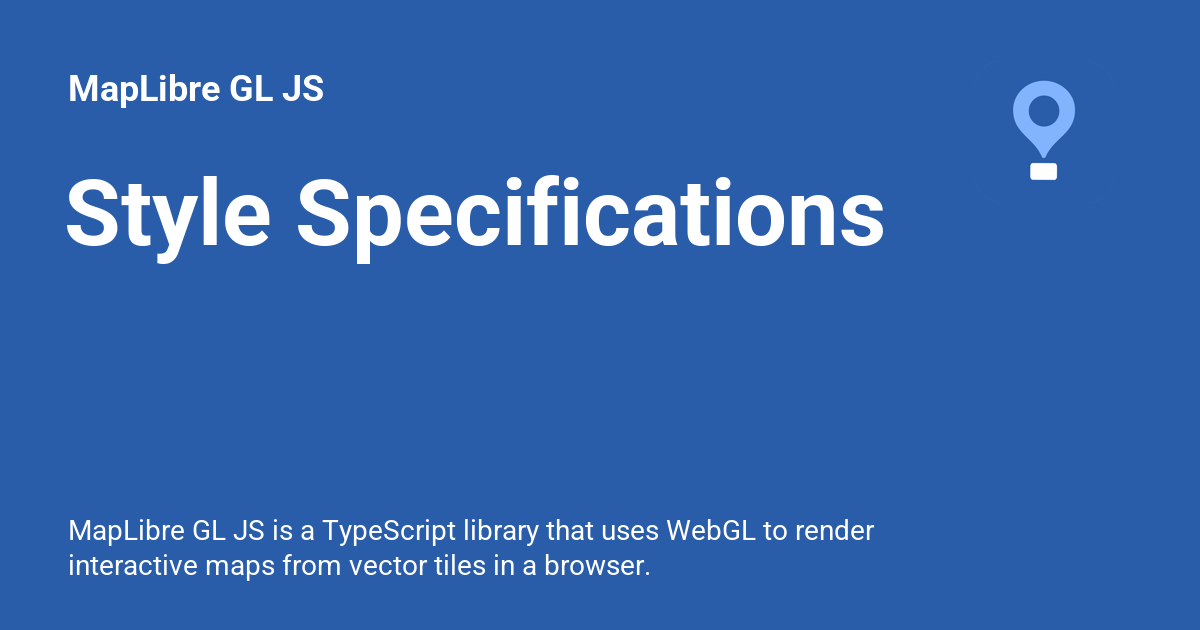 MapLibre GL JS
Style Specifications
MapLibre GL JS is a TypeScript library that uses WebGL to render
interactive maps from vector tiles in a browser.